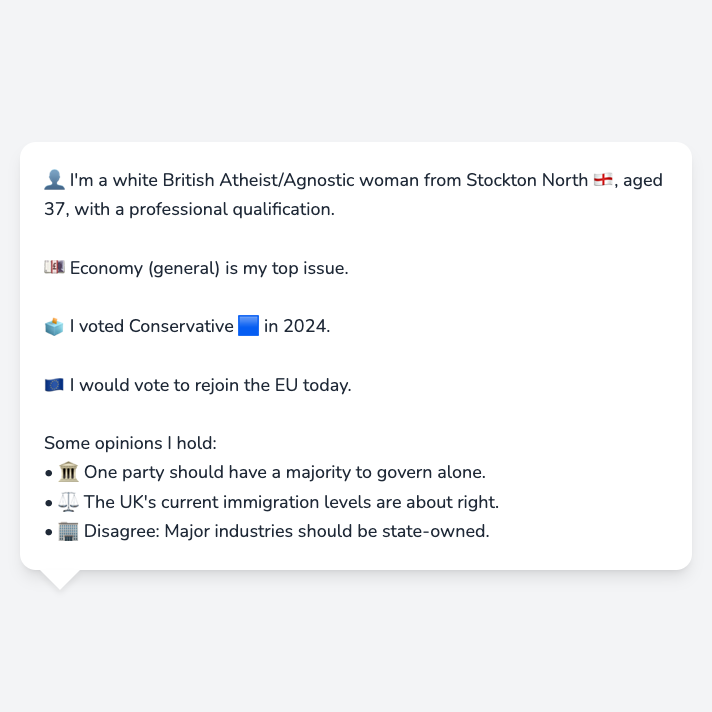 👤 I'm a white British Atheist/Agnostic woman from Stockton North 🏴󠁧󠁢󠁥󠁮󠁧󠁿, aged
37, with a professional qualification.
💷 Economy (general) is my top issue.
🗳️ I voted Conservative 🟦 in 2024.
🇪🇺 I would vote to rejoin the EU today.
Some opinions I hold:
• 🏛️ One party should have a majority to govern alone.
• ⚖️ The UK's current immigration levels are about right.
• 🏢 Disagree: Major industries should be state-owned.